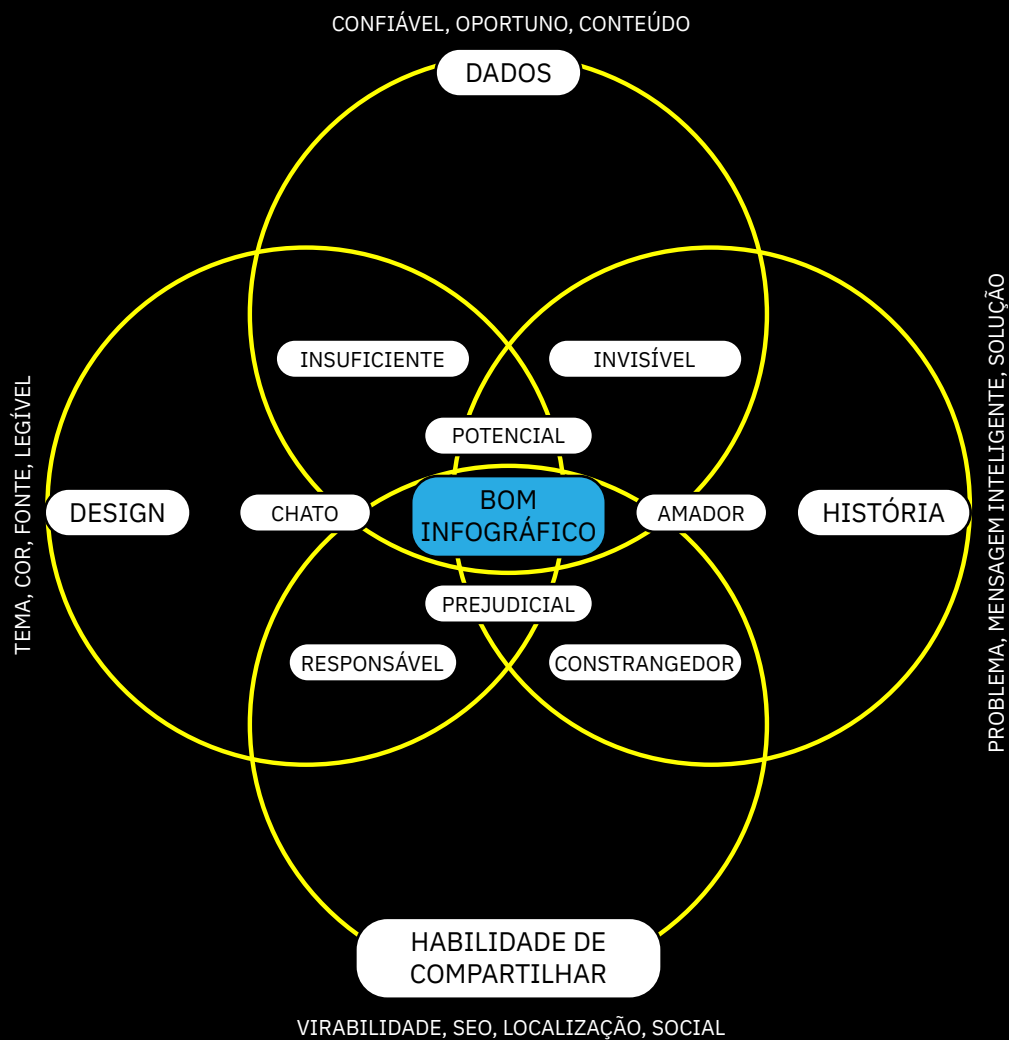 CONFIÁVEL, OPORTUNO, CONTEÚDO
DADOS
INSUFICIENTE
INVISÍVEL
POTENCIAL
TEMA, COR, FONTE, LEGÍVEL
DESIGN
CHATO
BOM
INFOGRÁFICO
AMADOR
HISTÓRIA
PROBLEMA, MENSAGEM INTELIGENTE, SOLUÇÃO
PREJUDICIAL
RESPONSÁVEL
CONSTRANGEDOR
HABILIDADE DE
COMPARTILHAR
VIRABILIDADE, SEO, LOCALIZAÇÃO, SOCIAL